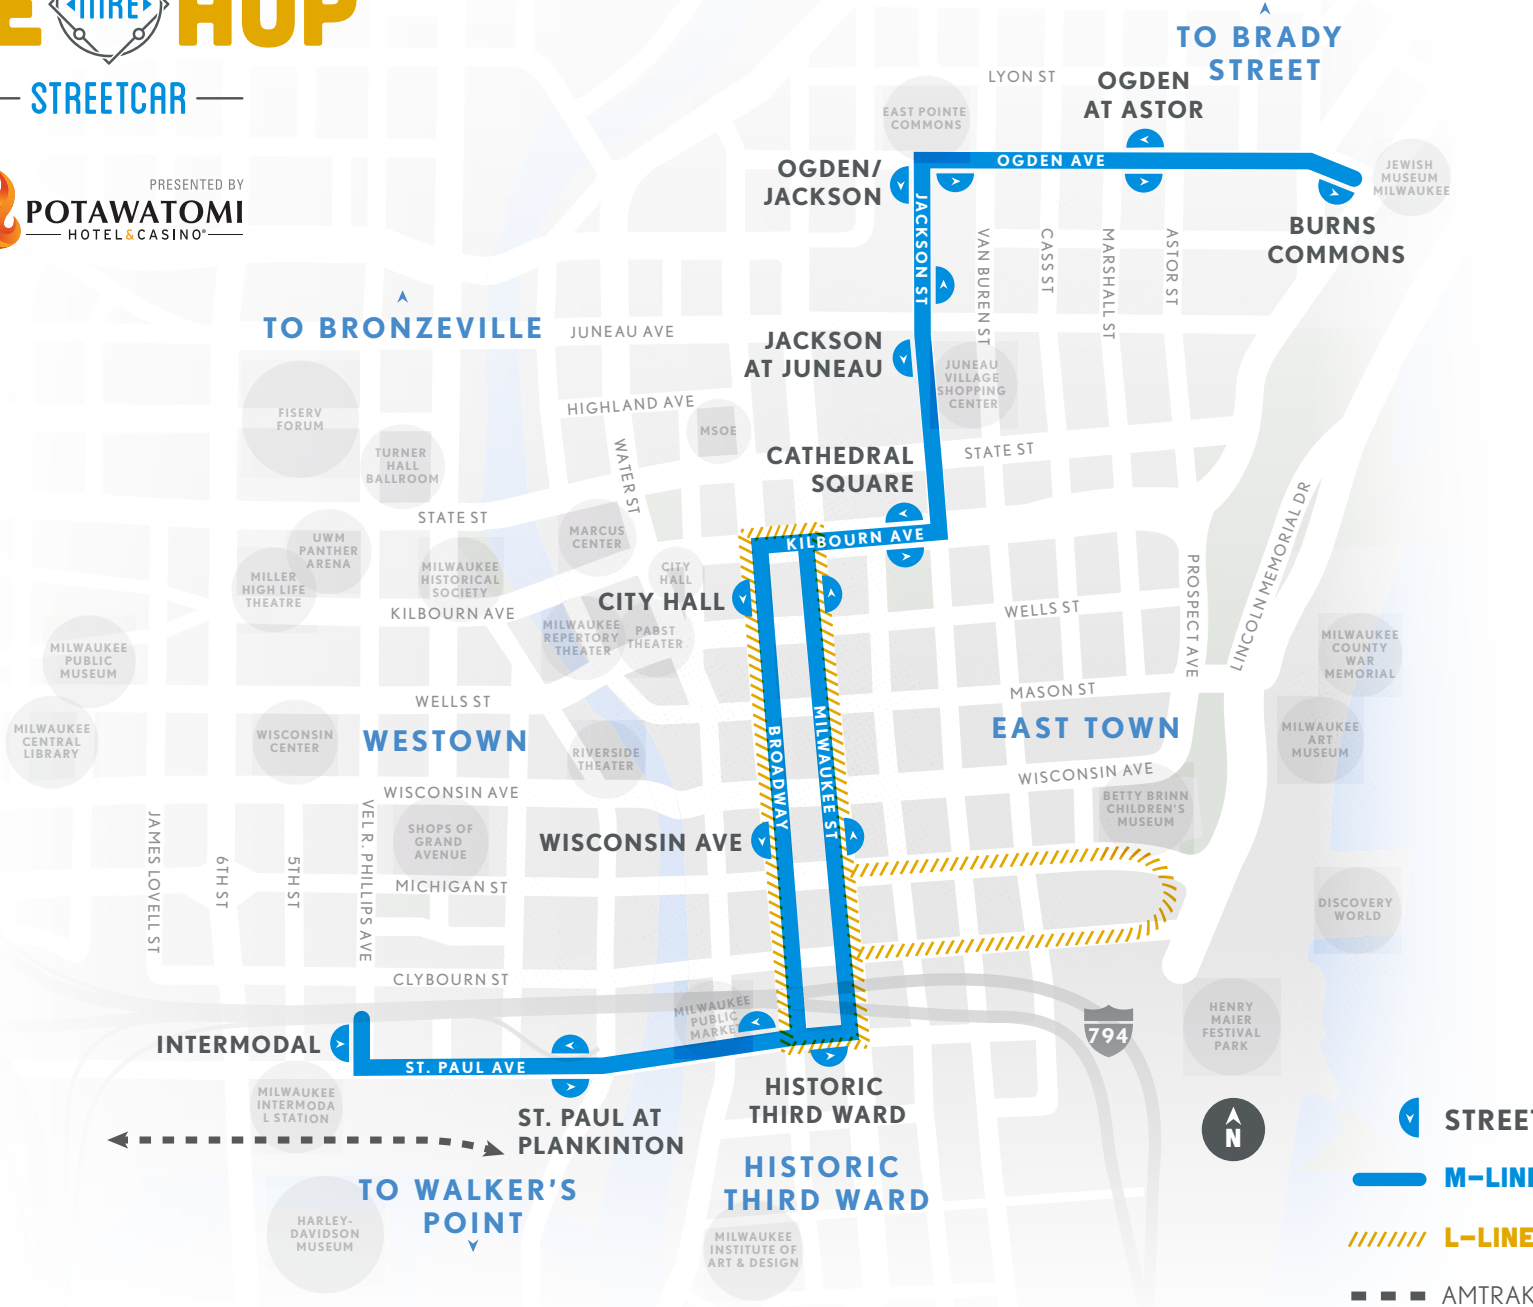 HOP
MKE
STREETCAR
PRESENTED BY
POTAWATOMI
HOTEL&CASINO®
TO BRADY
STREET
LYON ST
OGDEN
AT ASTOR
EAST POINTE
COMMONS
OGDEN AVE
OGDEN/
JACKSON
JEWISH
MUSEUM
MILWAUKEE
BURNS
COMMONS
JACKSON ST
VAN BUREN ST
CASS ST
MARSHALL ST
ASTOR ST
TO BRONZEVILLE
JUNEAU AVE
JACKSON
AT JUNEAU
JUNEAU
VILLAGE
SHOPPING
CENTER
FISERV
FORUM
HIGHLAND AVE
MSOE
TURNER
HALL
BALLROOM
WATER ST
CATHEDRAL
SQUARE
STATE ST
STATE ST
MARCUS
CENTER
KILBOURN AVE
UWM
PANTHER
ARENA
MILLER
HIGH LIFE
THEATRE
MILWAUKEE
HISTORICAL
SOCIETY
CITY
HALL
CITY HALL
KILBOURN AVE
MILWAUKEE
REPERTORY
THEATER
PABST
THEATER
WELLS ST
PROSPECT AVE
LINCOLN MEMORIAL DR
MILWAUKEE
COUNTY
WAR
MEMORIAL
MILWAUKEE
PUBLIC
MUSEUM
MASON ST
WELLS ST
MILWAUKEE
CENTRAL
LIBRARY
WISCONSIN
CENTER
WESTOWN
RIVERSIDE
THEATER
BROADWAY
MILWAUKEE ST
EAST TOWN
MILWAUKEE
ART
MUSEUM
WISCONSIN AVE
WISCONSIN AVE
BETTY BRINN
CHILDREN'S
MUSEUM
JAMES LOVELL ST
6TH ST
5TH ST
VEL R. PHILLIPS AVE
SHOPS OF
GRAND
AVENUE
WISCONSIN AVE
MICHIGAN ST
DISCOVERY
WORLD
CLYBOURN ST
MILWAUKEE
PUBLIC
MARKET
HENRY
MAIER
FESTIVAL
PARK
794
INTERMODAL
ST. PAUL AVE
MILWAUKEE
INTERMODA
L STATION
HISTORIC
THIRD WARD
ST. PAUL AT
PLANKINTON
N
HISTORIC
THIRD WARD
TO WALKER'S
POINT
HARLEY-
DAVIDSON
MUSEUM
MILWAUKEE
INSTITUTE OF
ART & DESIGN
STREET
M-LINE
L-LINE
AMTRAK